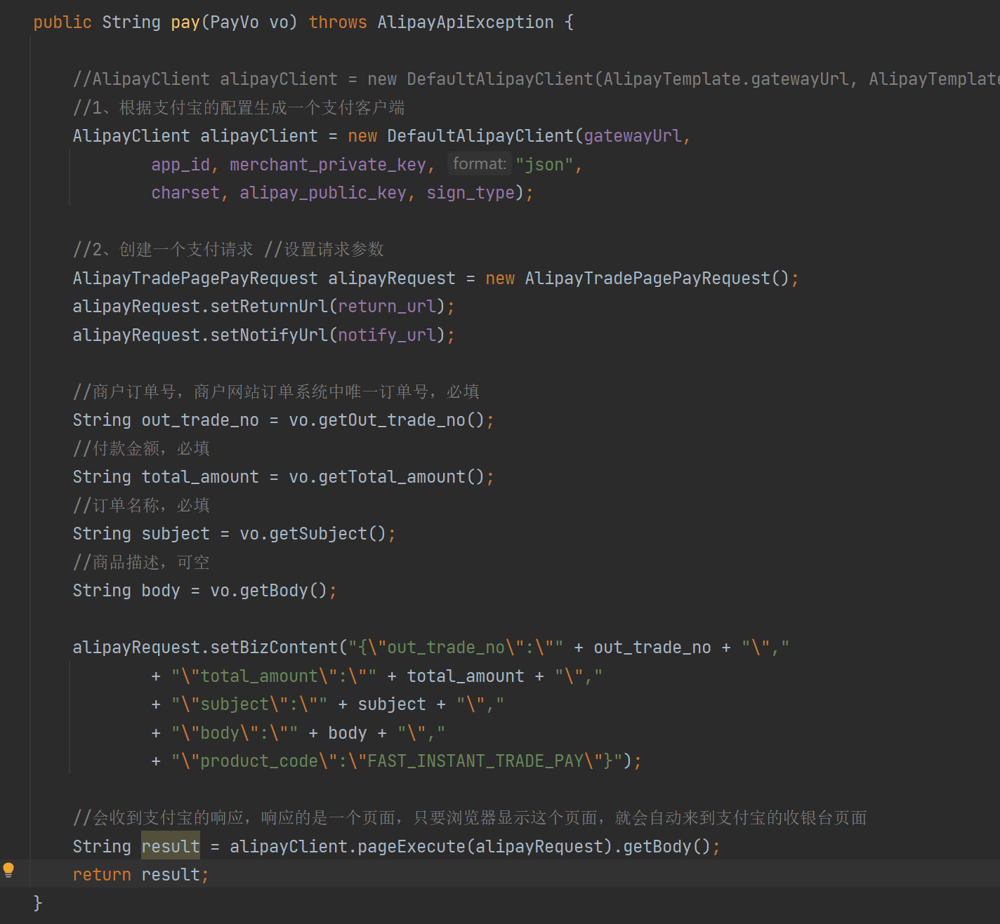 public String pay(PayVo vo) throws AlipayApiException {
//AlipayClient alipayClient = new DefaultAlipayClient(AlipayTemplate.gatewayUrl, AlipayTemplate
//1、根据支付宝的配置生成一个支付客户端
AlipayClient alipayClient = new DefaultAlipayClient(gatewayUrl,
app_id, merchant_private_key, format: "json",
charset, alipay_public_key, sign_type);
//2、创建一个支付请求 //设置请求参数
AlipayTradePagePayRequest alipayRequest = new AlipayTradePagePayRequest();
alipayRequest.setReturnUrl(return_url);
alipayRequest.setNotifyUrl(notify_url);
//商户订单号，商户网站订单系统中唯一订单号，必填
String out_trade_no = vo.getOut_trade_no();
//付款金额，必填
String total_amount = vo.getTotal_amount();
//订单名称，必填
String subject = vo.getSubject();
//商品描述，可空
String body = vo.getBody();
alipayRequest.setBizContent("{\"out_trade_no\":\"" + out_trade_no + "\","
+ "\"total_amount\":\"" + total_amount + "\","
+ "\"subject\":\"" + subject + "\","
+ "\"body\":\"" + body + "\","
+ "\"product_code\":\"FAST_INSTANT_TRADE_PAY\"}");
//会收到支付宝的响应，响应的是一个页面，只要浏览器显示这个页面，就会自动来到支付宝的收银台页面
String result = alipayClient.pageExecute(alipayRequest).getBody();
return result;
}